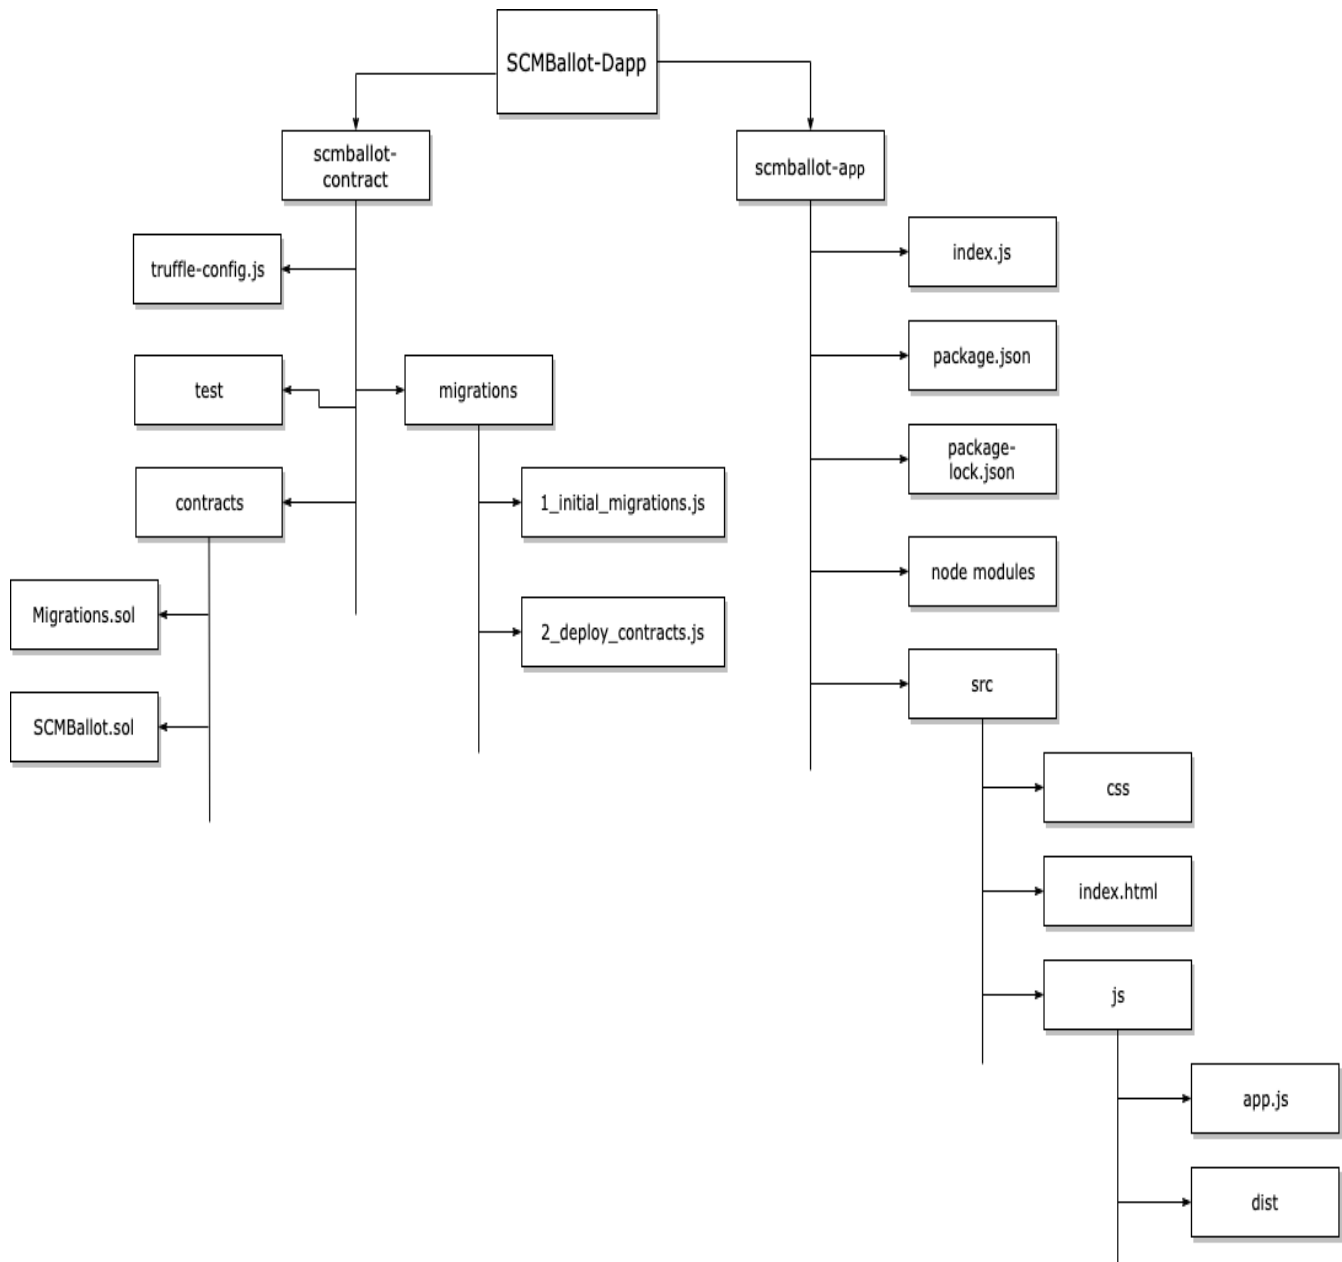 SCMBallot-Dapp
scmballot-
contract
scmballot-app
truffle-config.js
index.js
package.json
test
migrations
package-
lock.json
contracts
1_initial_migrations.js
node modules
Migrations.sol
2_deploy_contracts.js
src
SCMBallot.sol
css
index.html
js
app.js
dist